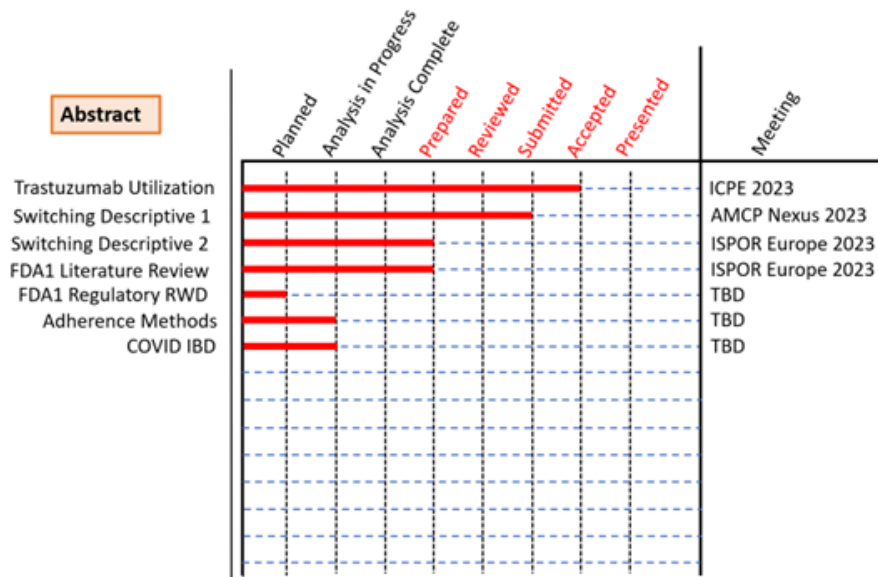 Abstract
Planned
Analysis in Progress
Analysis Complete
Prepared
Reviewed
Submitted
Accepted
Presented
Meeting
Trastuzumab Utilization
ICPE 2023
Switching Descriptive 1
AMCP Nexus 2023
Switching Descriptive 2
ISPOR Europe 2023
FDA1 Literature Review
ISPOR Europe 2023
FDA1 Regulatory RWD
TBD
Adherence Methods
TBD
COVID IBD
TBD